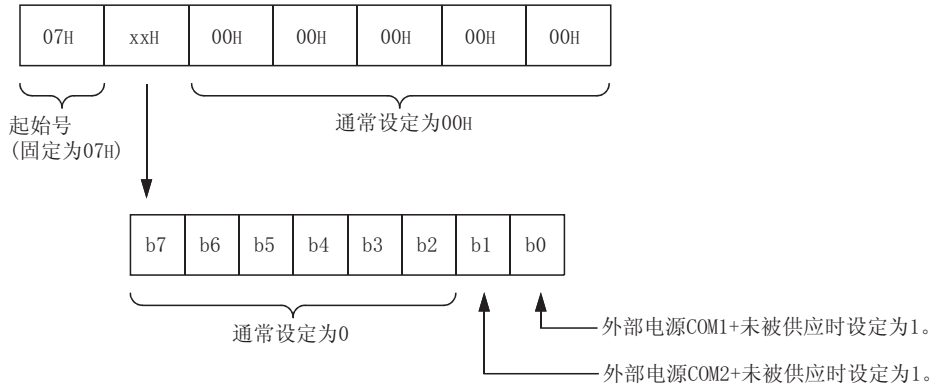 07H xxH 00H 00H 00H 00H 00H
起始号
(固定为07H)
通常设定为00H
b7 b6 b5 b4 b3 b2 b1 b0
通常设定为0
外部电源COM1+未被供应时设定为1。
外部电源COM2+未被供应时设定为1。